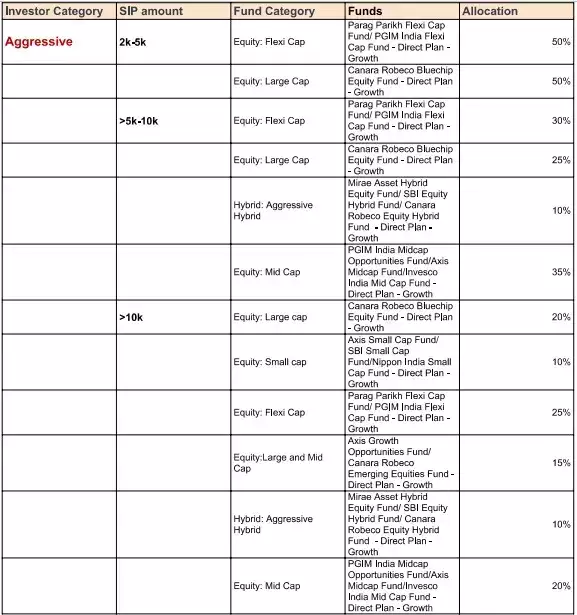 Investor Category SIP amount Fund Category Funds Allocation
Aggressive 2k-5k Equity: Flexi Cap Parag Parikh Flexi Cap
Fund/ PGIM India Flexi
Cap Fund - Direct Plan -
Growth 50%
Equity: Large Cap Canara Robeco Bluechip
Equity Fund - Direct Plan
- Growth 50%
>5k-10k Equity: Flexi Cap Parag Parikh Flexi Cap
Fund/ PGIM India Flexi
Cap Fund - Direct Plan -
Growth 30%
Equity: Large Cap Canara Robeco Bluechip
Equity Fund - Direct Plan
- Growth 25%
Hybrid: Aggressive
Hybrid Mirae Asset Hybrid
Equity Fund/ SBI Equity
Hybrid Fund/ Canara
Robeco Equity Hybrid
Fund - Direct Plan -
Growth 10%
Equity: Mid Cap PGIM India Midcap
Opportunities Fund/Axis
Midcap Fund/Invesco
India Mid Cap Fund -
Direct Plan - Growth 35%
>10k Equity: Large cap Canara Robeco Bluechip
Equity Fund - Direct Plan
- Growth 20%
Equity: Small cap Axis Small Cap Fund/
SBI Small Cap
Fund/Nippon India Small
Cap Fund - Direct Plan -
Growth 10%
Equity: Flexi Cap Parag Parikh Flexi Cap
Fund/ PGIM India Flexi
Cap Fund - Direct Plan -
Growth 25%
Equity:Large and Mid
Cap Axis Growth
Opportunities Fund/
Canara Robeco
Emerging Equities Fund -
Direct Plan - Growth 15%
Hybrid: Aggressive
Hybrid Mirae Asset Hybrid
Equity Fund/ SBI Equity
Hybrid Fund/ Canara
Robeco Equity Hybrid
Fund - Direct Plan -
Growth 10%
Equity: Mid Cap PGIM India Midcap
Opportunities Fund/Axis
Midcap Fund/Invesco
India Mid Cap Fund -
Direct Plan - Growth 20%